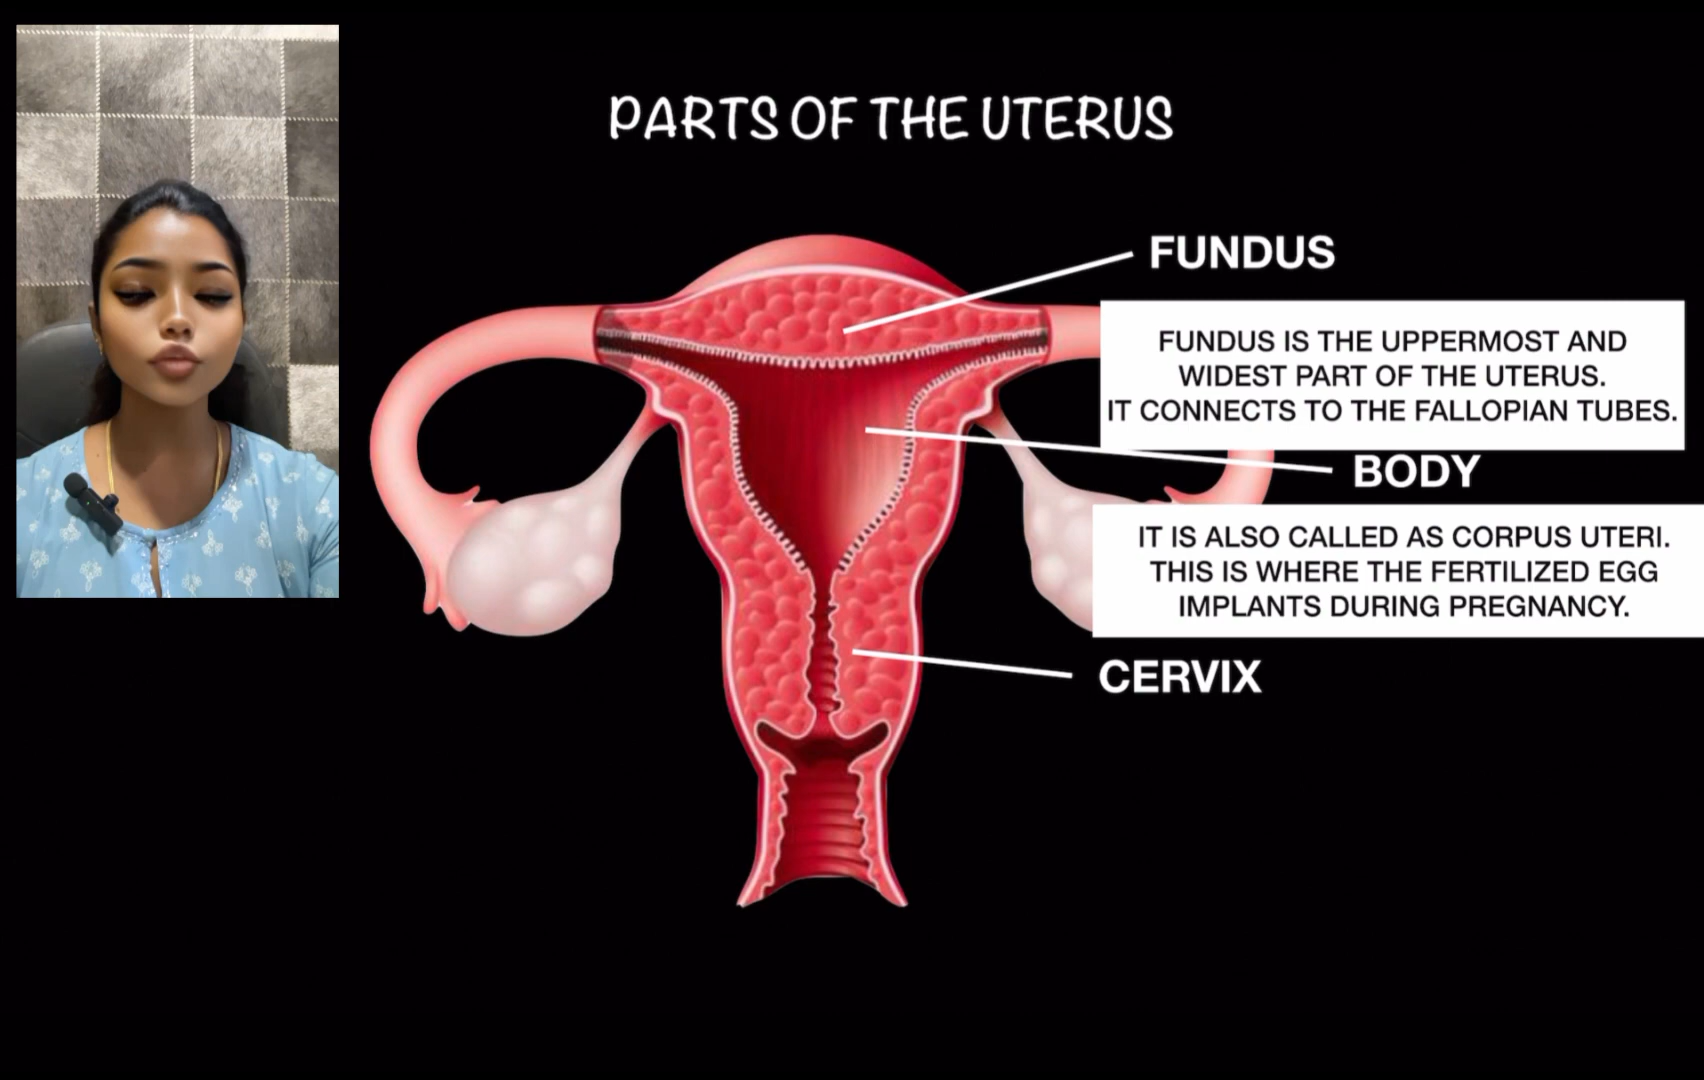 PARTS OF THE UTERUS
FUNDUS
FUNDUS IS THE UPPERMOST AND
WIDEST PART OF THE UTERUS.
IT CONNECTS TO THE FALLOPIAN TUBES.
BODY
IT IS ALSO CALLED AS CORPUS UTERI.
THIS IS WHERE THE FERTILIZED EGG
IMPLANTS DURING PREGNANCY.
CERVIX